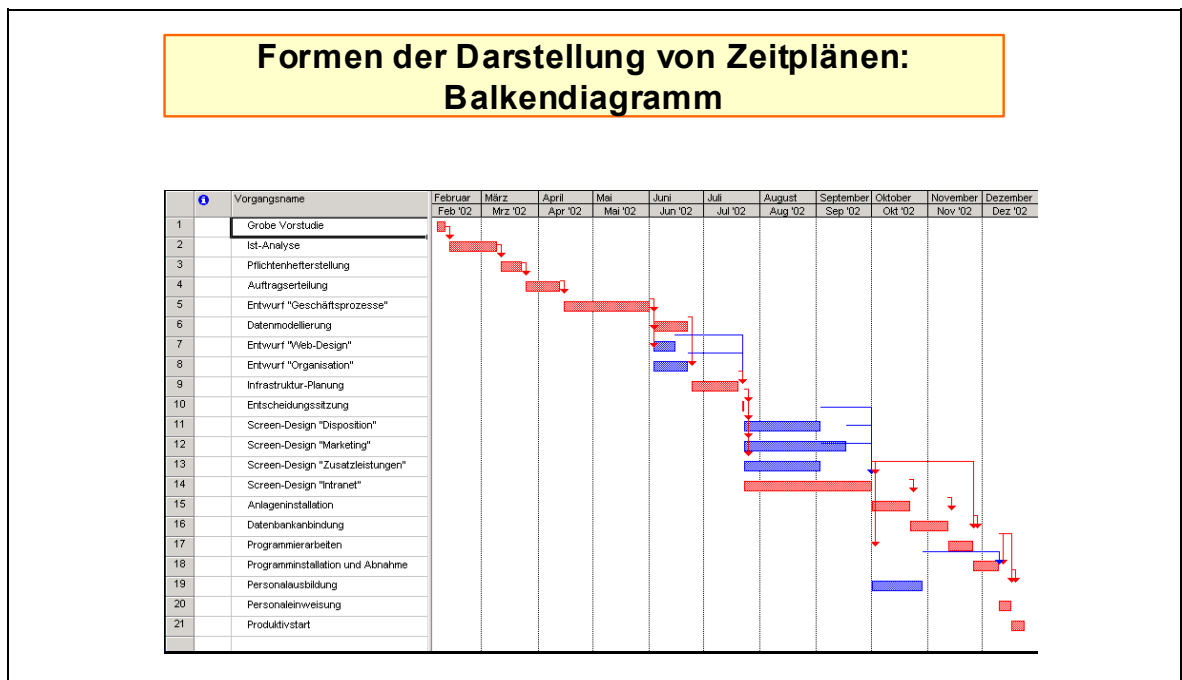 Formen der Darstellung von Zeitplänen:
Balkendiagramm
Vorgangsname Februar März April Mai Juni Juli August September Oktober November Dezember
Feb '02 Mrz '02 Apr '02 Mai '02 Jun '02 Jul '02 Aug '02 Sep '02 Okt '02 Nov '02 Dez '02
1 Grobe Vorstudie
2 Ist-Analyse
3 Pflichtenhefterstellung
4 Auftragserteilung
5 Entwurf "Geschäftsprozesse"
6 Datenmodellierung
7 Entwurf "Web-Design"
8 Entwurf "Organisation"
9 Infrastruktur-Planung
10 Entscheidungssitzung
11 Screen-Design "Disposition"
12 Screen-Design "Marketing"
13 Screen-Design "Zusatzleistungen"
14 Screen-Design "Intranet"
15 Anlageninstallation
16 Datenbankanbindung
17 Programmierarbeiten
18 Programminstallation und Abnahme
19 Personalausbildung
20 Personaleinweisung
21 Produktivstart